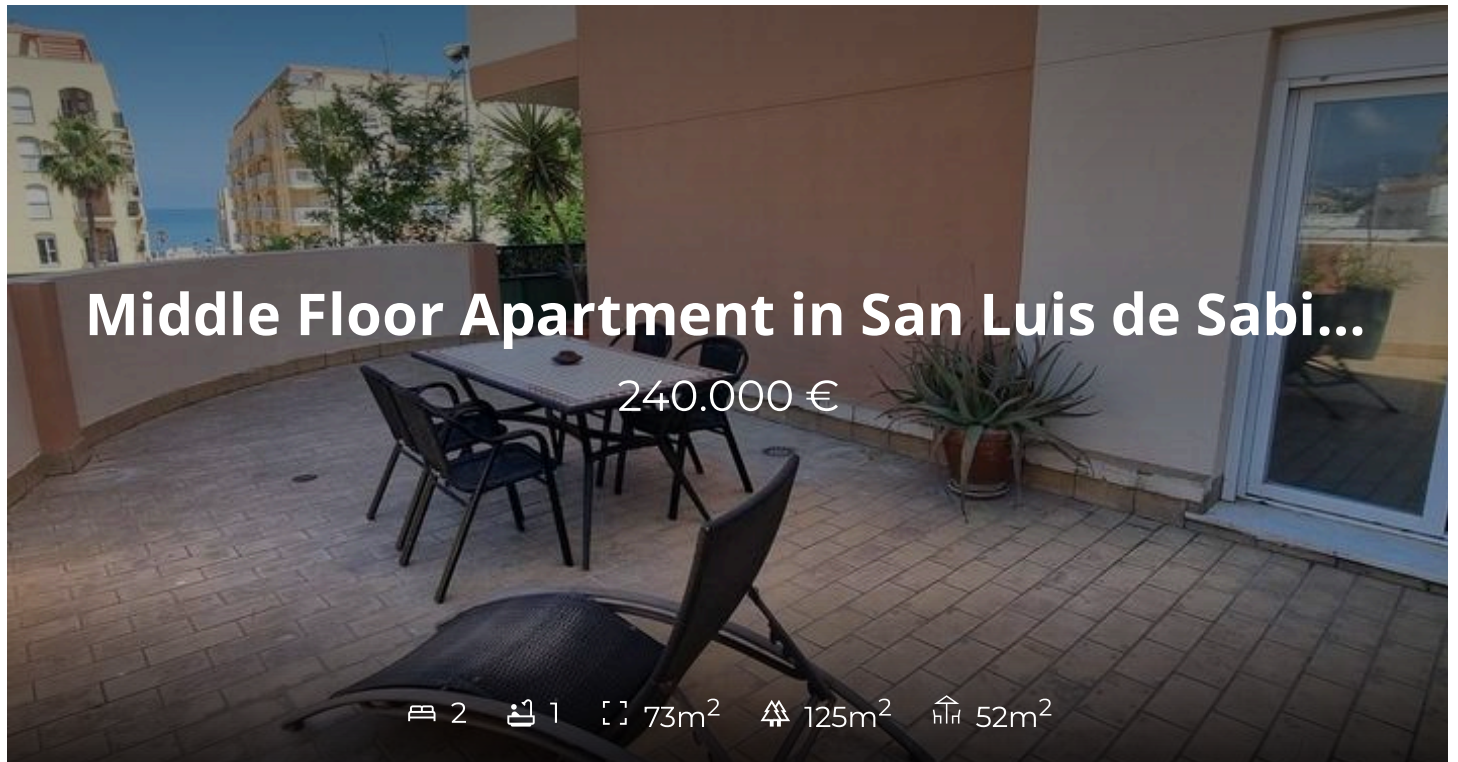 Middle Floor Apartment in San Luis de Sabi...
240.000 €
2 1 73m² 125m² 52m²